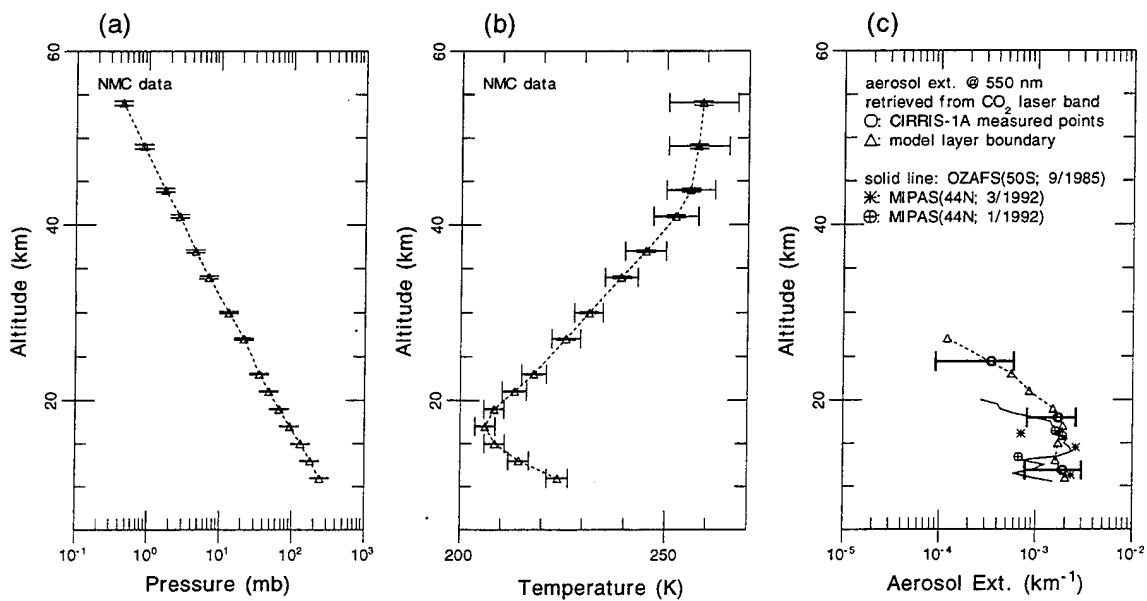 (a)
60
NMC data
40
20
Altitude (km)
10-1 100 101 102 103
Pressure (mb)
(b)
60
NMC data
40
20
Altitude (km)
200 250
Temperature (K)
(c)
60
aerosol ext. @ 550 nm
retrieved from CO2 laser band
: CIRRIS-1A measured points
: model layer boundary
solid line: OZAFS(50S; 9/1985)
: MIPAS(44N; 3/1992)
: MIPAS(44N; 1/1992)
40
20
Altitude (km)
10-5 10-4 10-3 10-2
Aerosol Ext. (km-1)